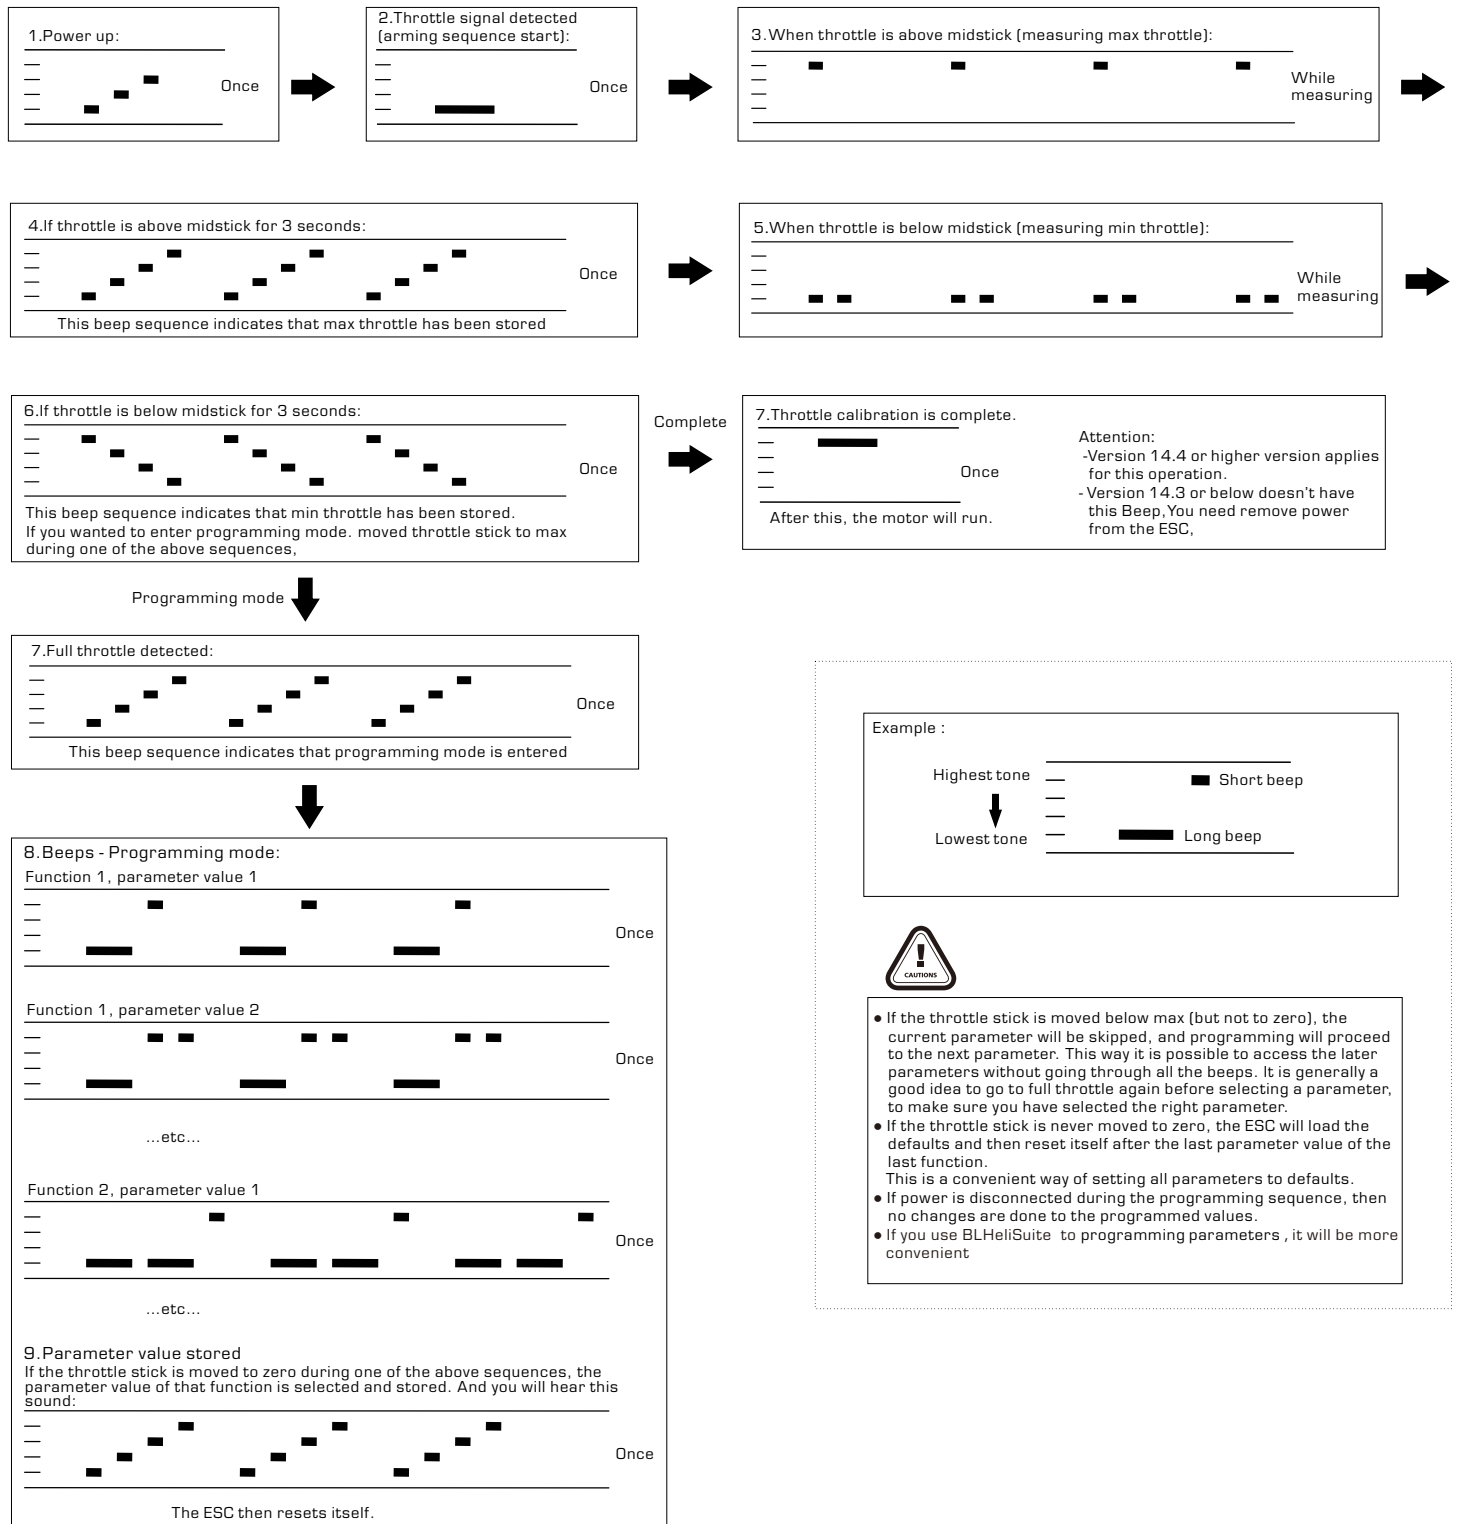 1.Power up:
Once
2.Throttle signal detected
(arming sequence start):
Once
3.When throttle is above midstick (measuring max throttle):
While
measuring
4.If throttle is above midstick for 3 seconds:
Once
This beep sequence indicates that max throttle has been stored
5.When throttle is below midstick (measuring min throttle):
While
measuring
6.If throttle is below midstick for 3 seconds:
Once
This beep sequence indicates that min throttle has been stored.
If you wanted to enter programming mode. moved throttle stick to max
during one of the above sequences,
Complete
7.Throttle calibration is complete.
Once
After this, the motor will run.
Attention:
-Version 14.4 or higher version applies
for this operation.
- Version 14.3 or below doesn't have
this Beep,You need remove power
from the ESC,
Programming mode
7.Full throttle detected:
Once
This beep sequence indicates that programming mode is entered
8.Beeps - Programming mode:
Function 1, parameter value 1
Once
Function 1, parameter value 2
Once
...etc...
Function 2, parameter value 1
Once
...etc...
9.Parameter value stored
If the throttle stick is moved to zero during one of the above sequences, the
parameter value of that function is selected and stored. And you will hear this
sound:
Once
The ESC then resets itself.
Example :
Highest tone
Short beep
Lowest tone
Long beep
CAUTIONS
● If the throttle stick is moved below max (but not to zero), the
current parameter will be skipped, and programming will proceed
to the next parameter. This way it is possible to access the later
parameters without going through all the beeps. It is generally a
good idea to go to full throttle again before selecting a parameter,
to make sure you have selected the right parameter.
● If the throttle stick is never moved to zero, the ESC will load the
defaults and then reset itself after the last parameter value of the
last function.
This is a convenient way of setting all parameters to defaults.
● If power is disconnected during the programming sequence, then
no changes are done to the programmed values.
● If you use BLHeliSuite to programming parameters , it will be more
convenient